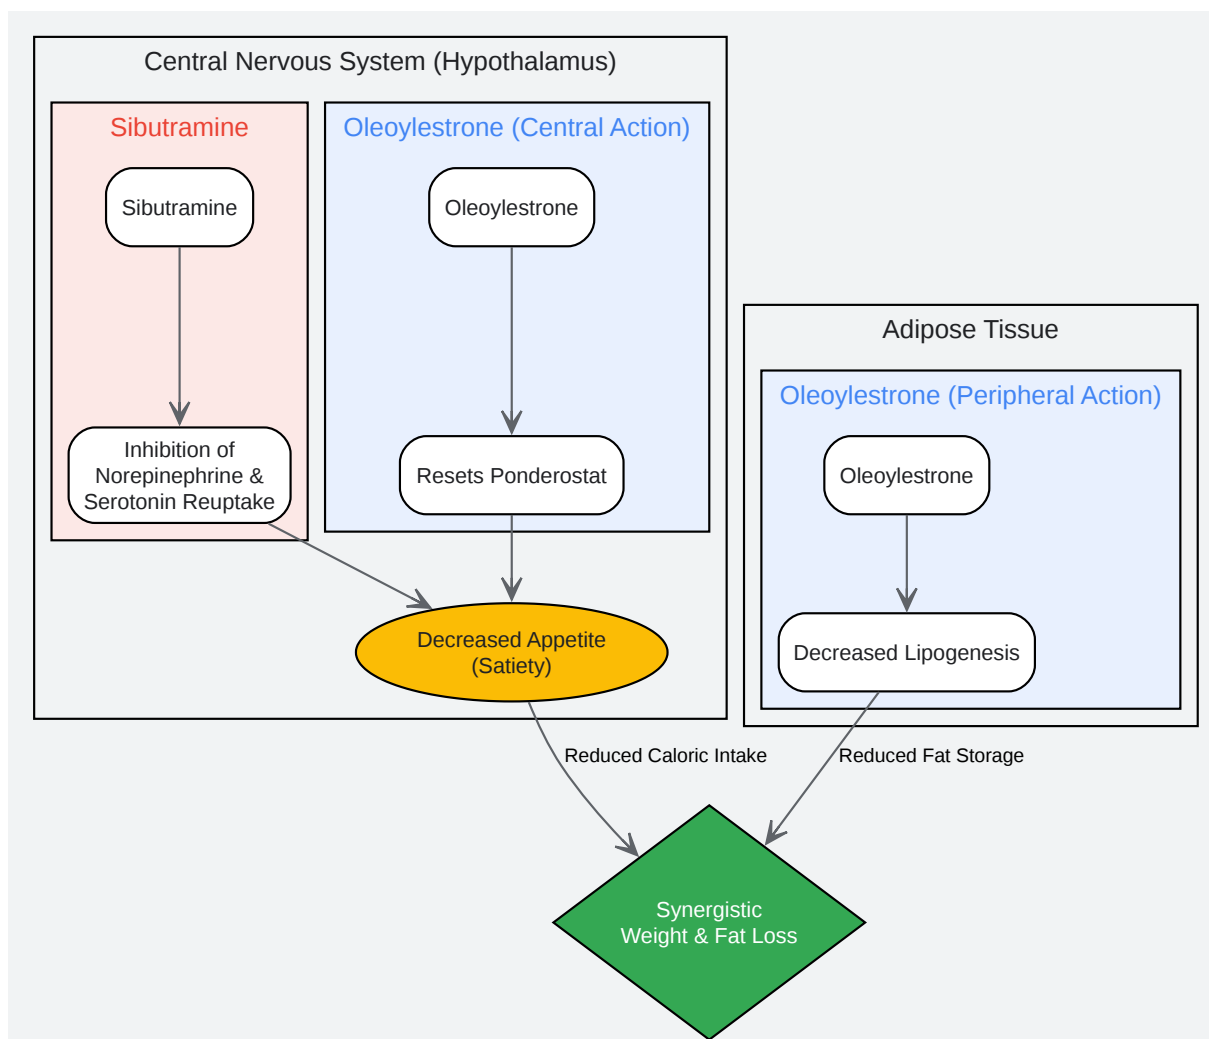 Central Nervous System (Hypothalamus)
Sibutramine
Oleoylestrone (Central Action)
Sibutramine
Oleoylestrone
Inhibition of
Norepinephrine &
Serotonin Reuptake
Resets Ponderostat
Decreased Appetite
(Satiety)
Adipose Tissue
Oleoylestrone (Peripheral Action)
Oleoylestrone
Decreased Lipogenesis
Reduced Caloric Intake
Reduced Fat Storage
Synergistic
Weight & Fat Loss